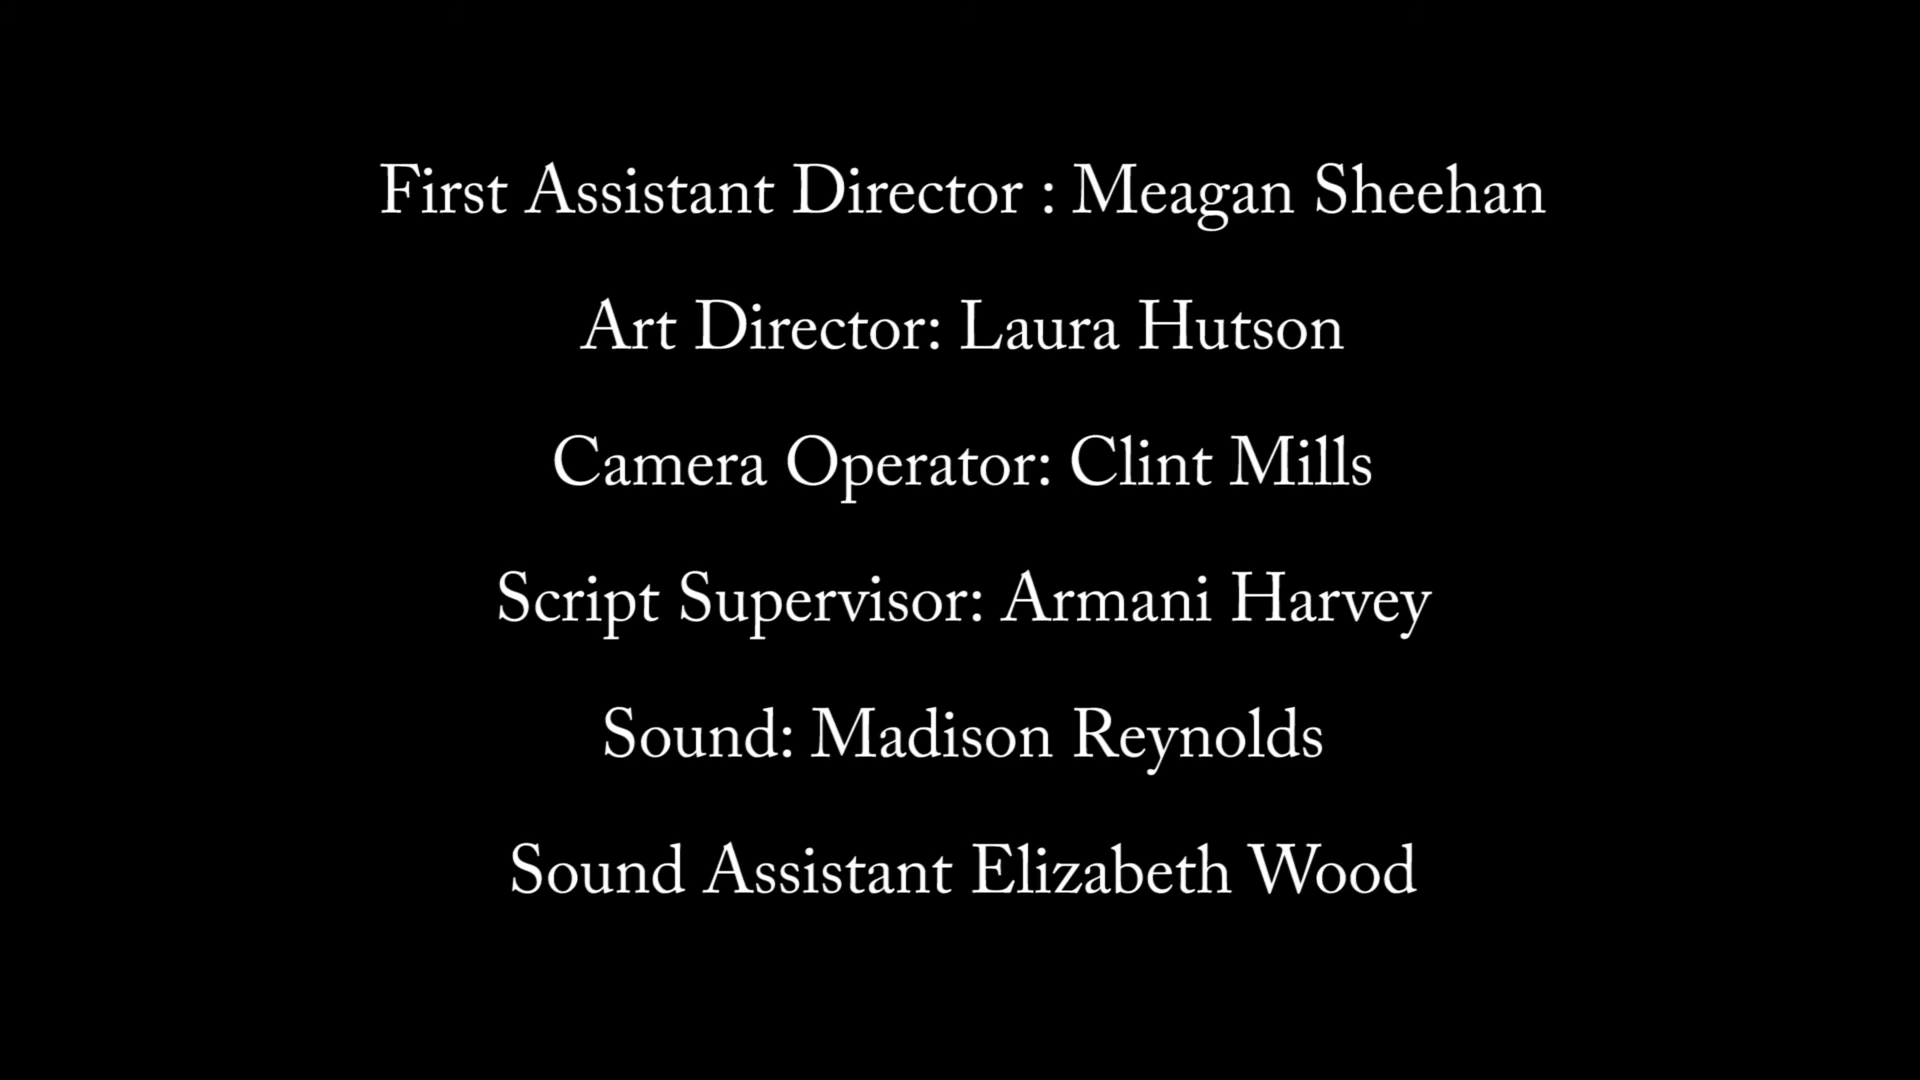 First Assistant Director : Meagan Sheehan
Art Director: Laura Hutson
Camera Operator: Clint Mills
Script Supervisor: Armani Harvey
Sound: Madison Reynolds
Sound Assistant Elizabeth Wood